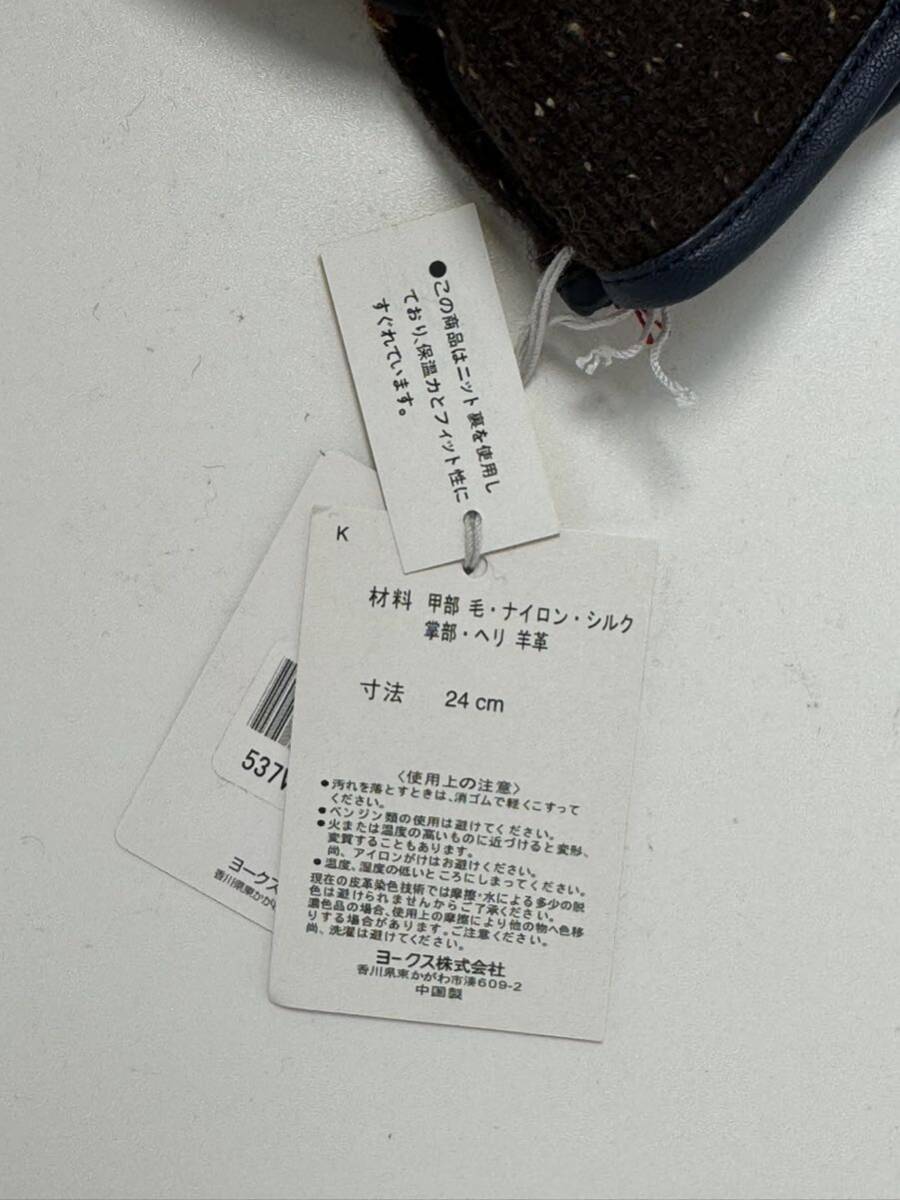 ●この商品はニット裏を使用し
ており、保温力とフィット性に
すぐれています。
K
材料 甲部 毛・ナイロン・シルク
掌部・ヘリ 羊革
寸法 24 cm
〈使用上の注意〉
●汚れを落とすときは、消ゴムで軽くこすって
ください。
●ベンジン類の使用は避けてください。
●火または温度の高いものに近づけると変形、
変質することもあります。
尚、アイロンがけはお避けください。
●温度、湿度の低いところにしまってください。
現在の皮革染色技術では摩擦・水による多少の脱
色は避けられませんからご了承ください。
濃色品の場合、使用上の摩擦により他の物へ色移
りする場合があります。ご注意ください。
尚、洗濯は避けてください。
ヨークス株式会社
香川県東かがわ市湊609-2
中国製
537
ヨークス
香川県東かが